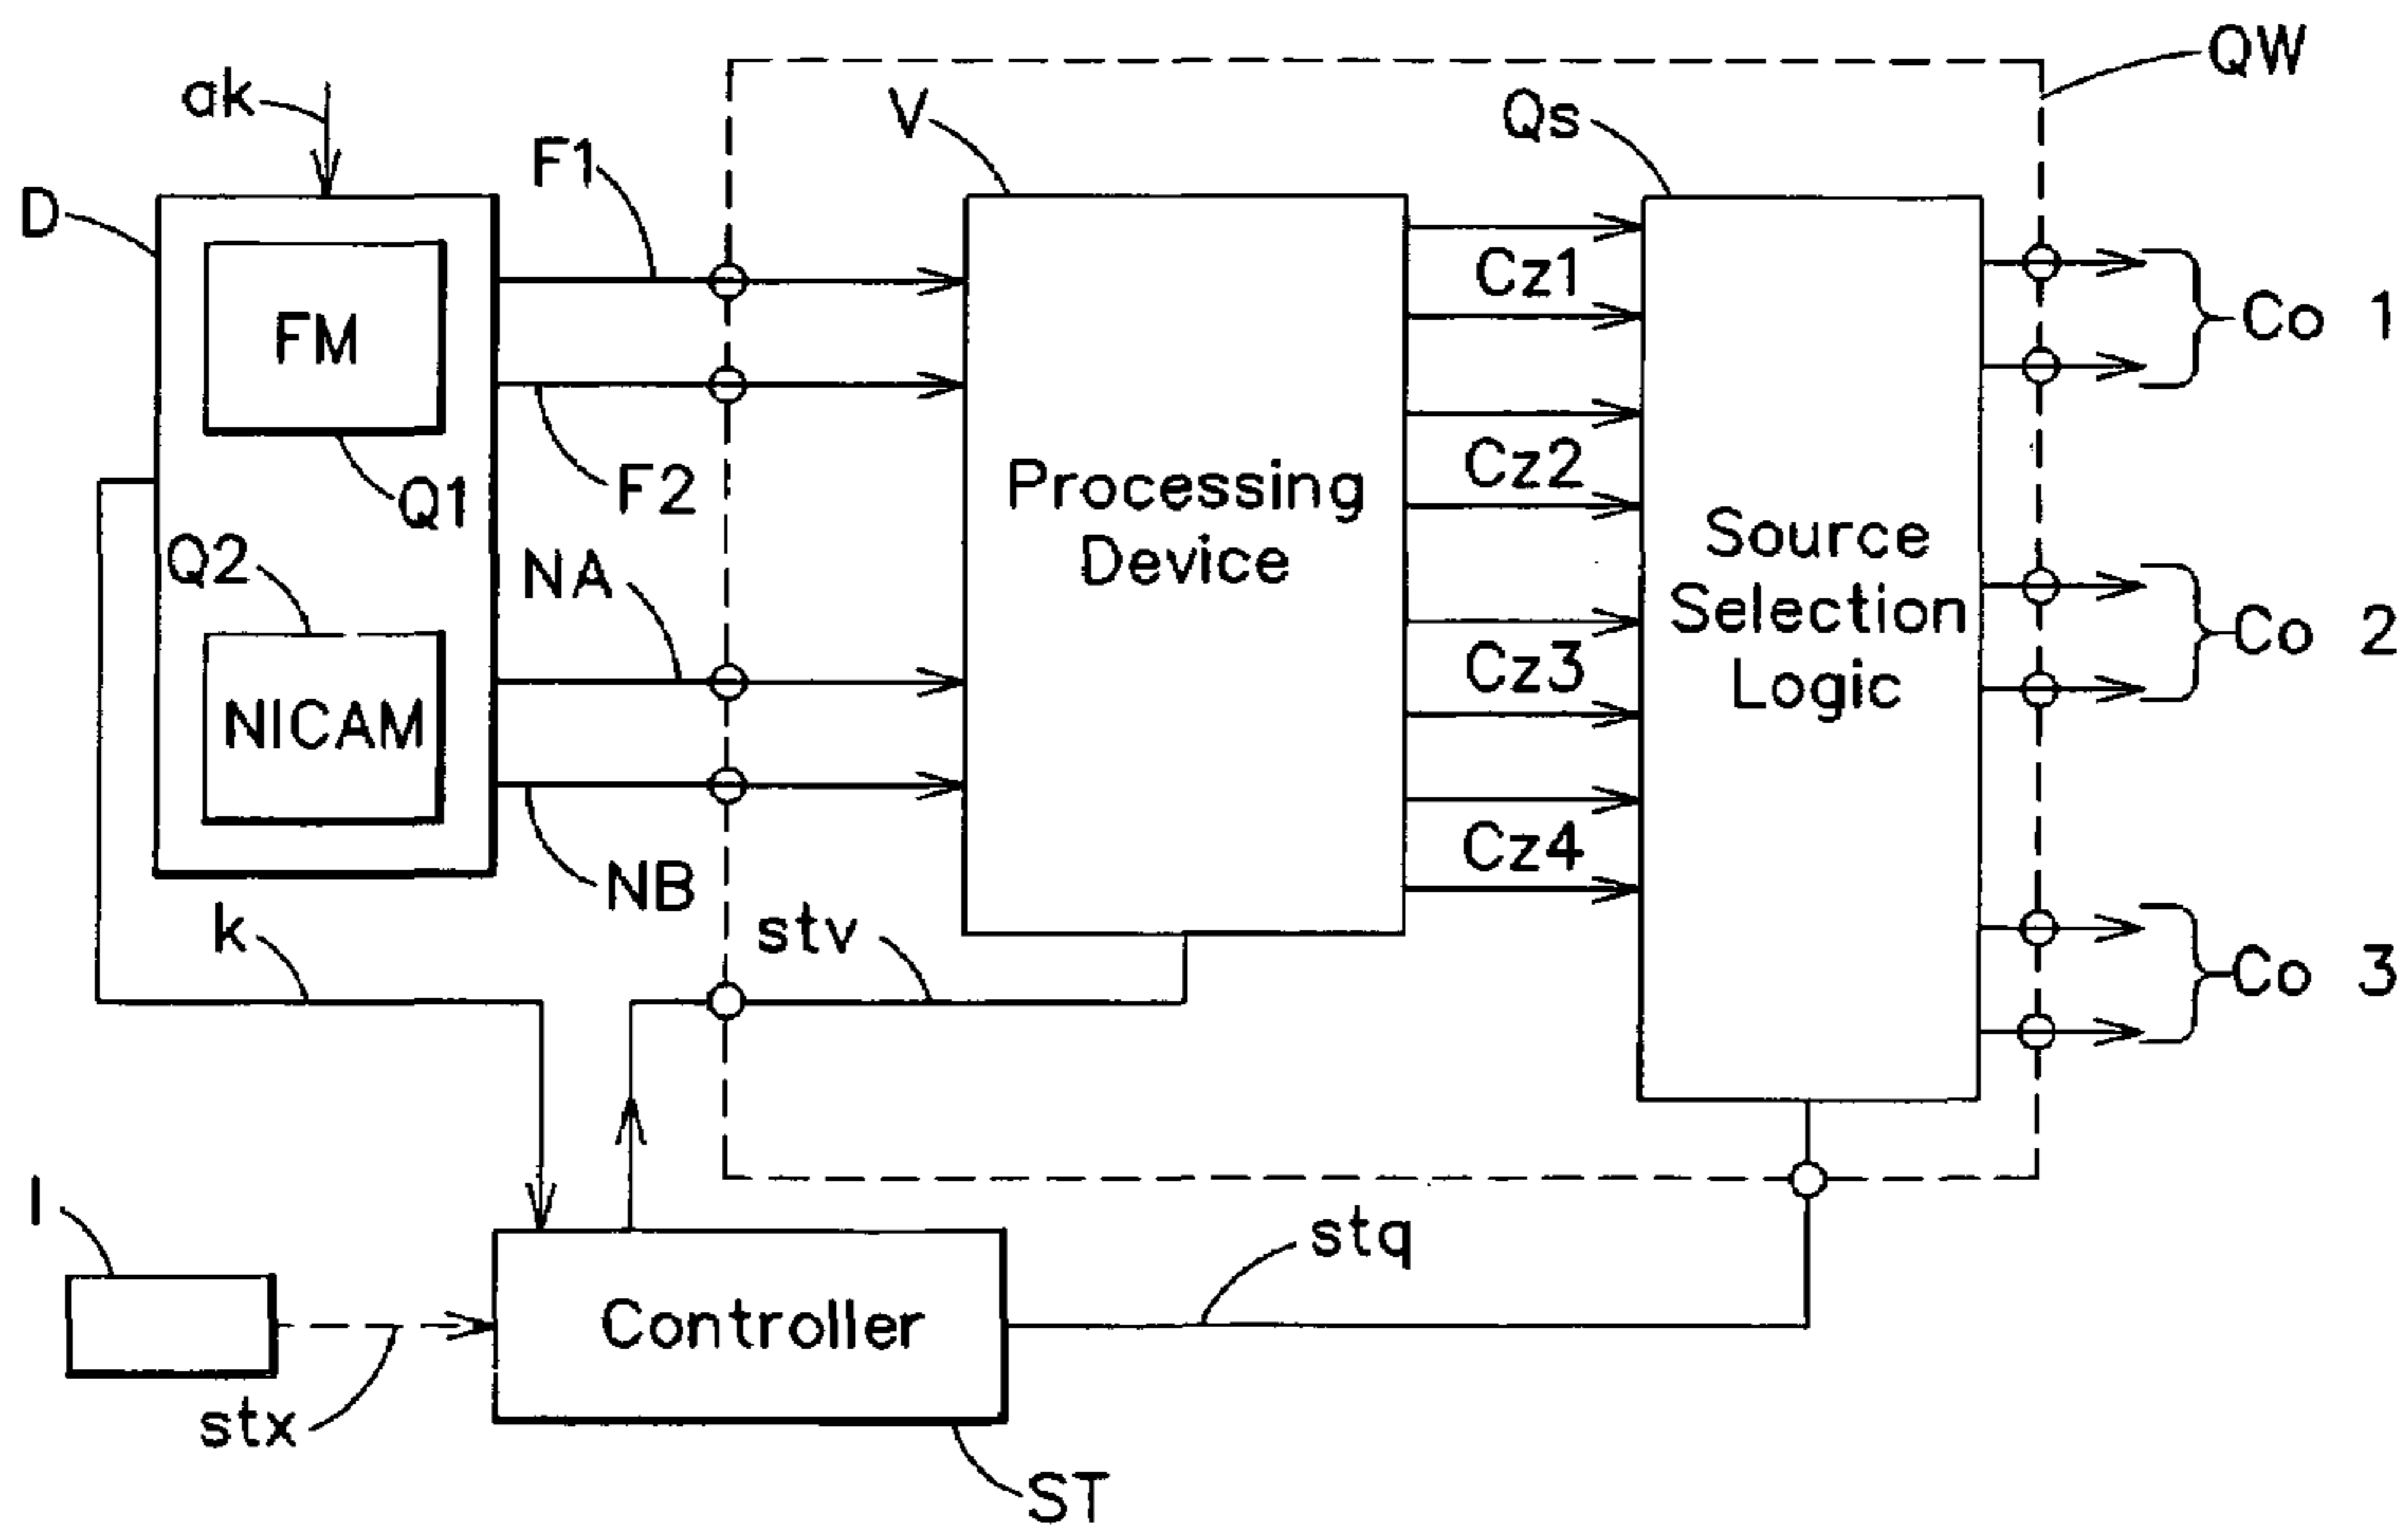 QW
ak
V
Qs
F1
D
FM
Cz1
Co 1
Q1
F2
Cz2
Processing
Device
Q2
NA
Source
Selection
Logic
Co 2
NICAM
Cz3
NB
Cz4
k
stv
Co 3
I
stq
Controller
stx
ST